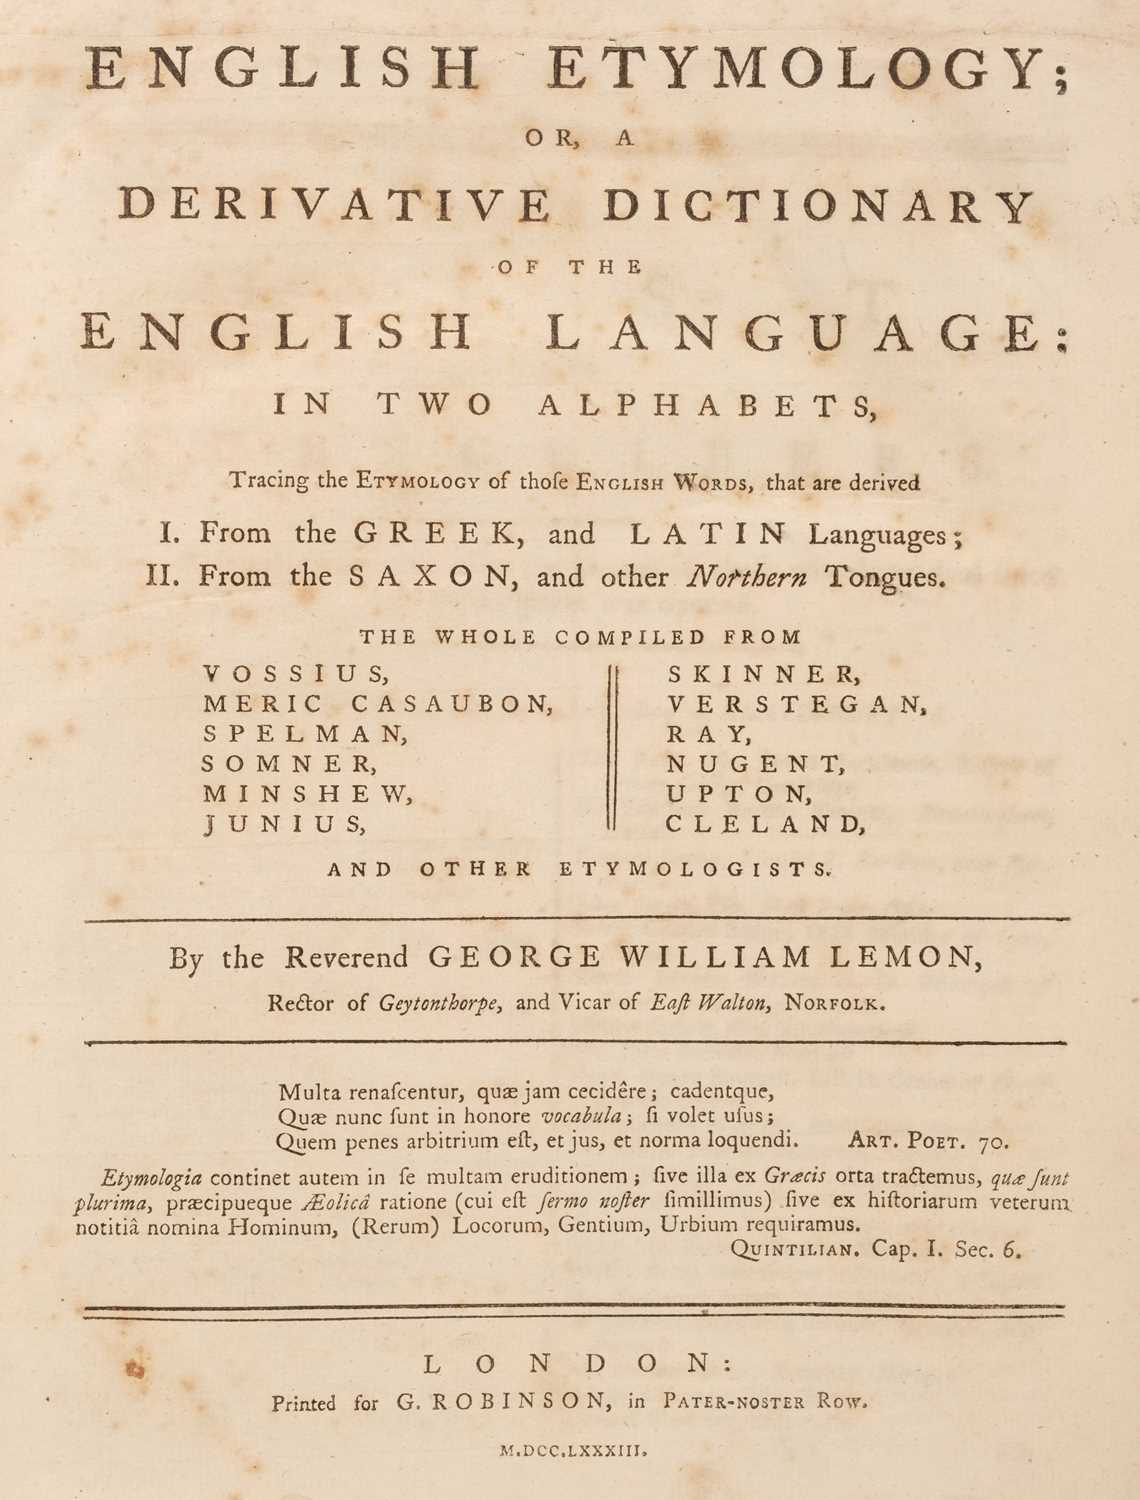 ENGLISH ETYMOLOGY;
OR, A
DERIVATIVE DICTIONARY
OF THE
ENGLISH LANGUAGE:
IN TWO ALPHABETS,
Tracing the ETYMOLOGY of thoſe ENGLISH WORDS, that are derived
I. From the GREEK, and LATIN Languages;
II. From the SAXON, and other Northern Tongues.
THE WHOLE COMPILED FROM
VOSSIUS,
MERIC CASAUBON,
SPELMAN,
SOMNER,
MINSHEW,
JUNIUS,
SKINNER,
VERSTEGAN,
RAY,
NUGENT,
UPTON,
CLELAND,
AND OTHER ETYMOLOGISTS.
By the Reverend GEORGE WILLIAM LEMON,
Rector of Geytonthorpe, and Vicar of Eaſt Walton, NORFOLK.
Multa renaſcentur, quæ jam cecidêre; cadentque,
Quæ nunc ſunt in honore vocabula; ſi volet uſus;
Quem penes arbitrium eſt, et jus, et norma loquendi. ART. POET. 70.
Etymologia continet autem in ſe multam eruditionem; ſive illa ex Græcis orta tractemus, quæ ſunt
plurima, præcipueque Æolicâ ratione (cui eſt ſermo noſter ſimillimus) ſive ex hiſtoriarum veterum
notitiâ nomina Hominum, (Rerum) Locorum, Gentium, Urbium requiramus.
QUINTILIAN. Cap. I. Sec. 6.
LONDON:
Printed for G. ROBINSON, in PATER-NOSTER ROW.
M.DCC.LXXXIII.